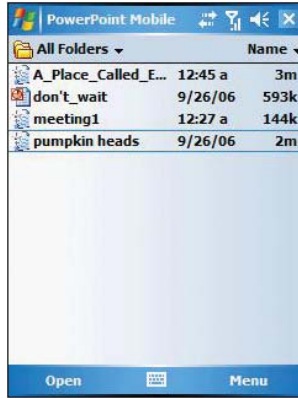 PowerPoint Mobile
All Folders Name
A_Place_Called_E... 12:45 a 3m
don't_wait 9/26/06 593k
meeting1 12:27 a 144k
pumpkin heads 9/26/06 2m
Open Menu